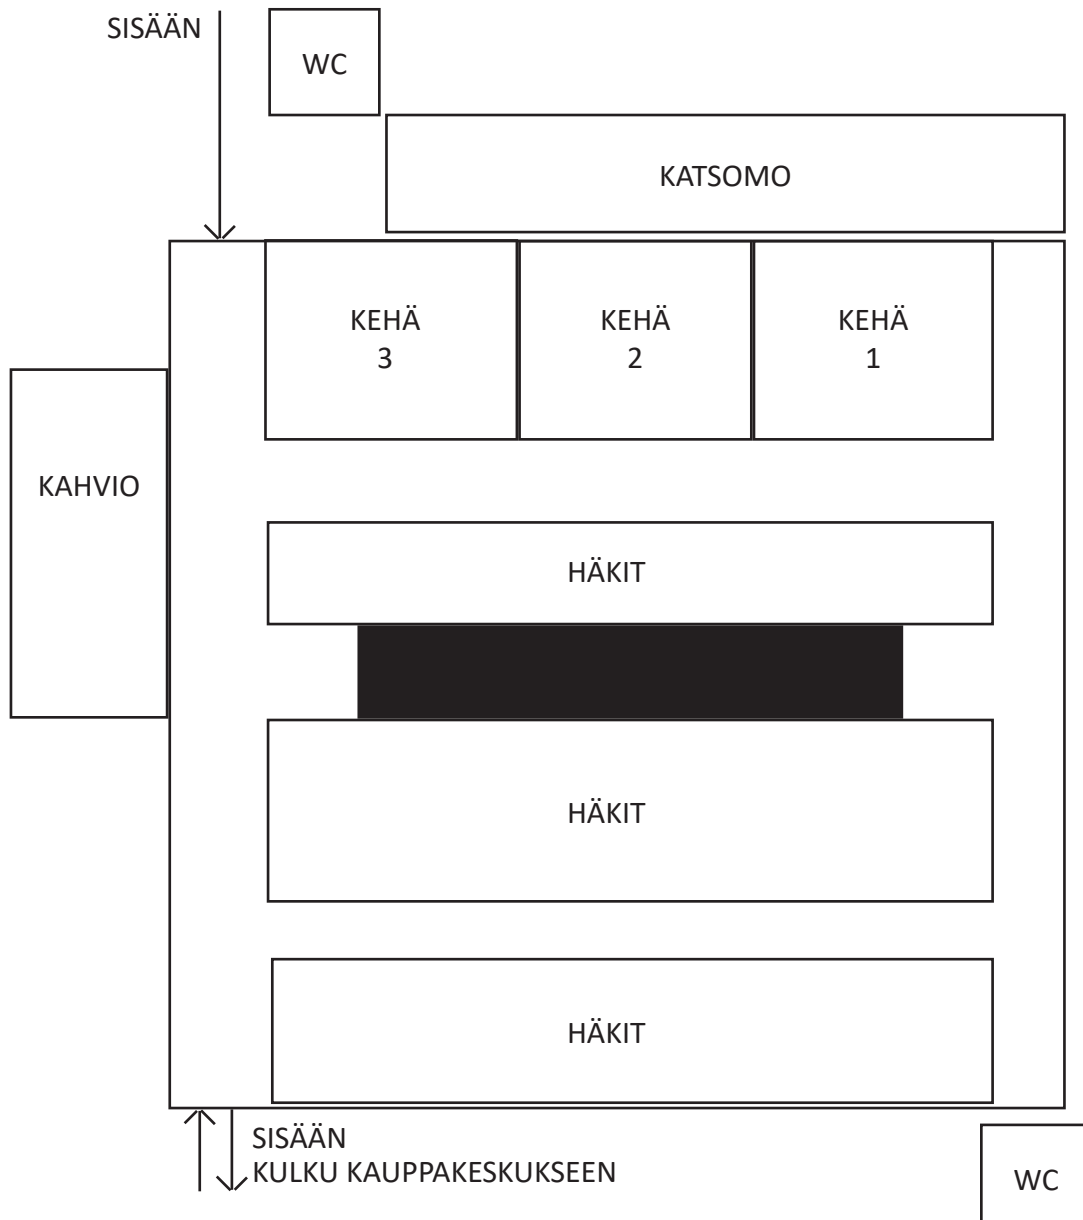 SISÄÄN
WC
KATSOMO
KEHÄ
3
KEHÄ
2
KEHÄ
1
KAHVIO
HÄKIT
HÄKIT
HÄKIT
SISÄÄN
KULKU KAUPPAKESKUKSEEN
WC